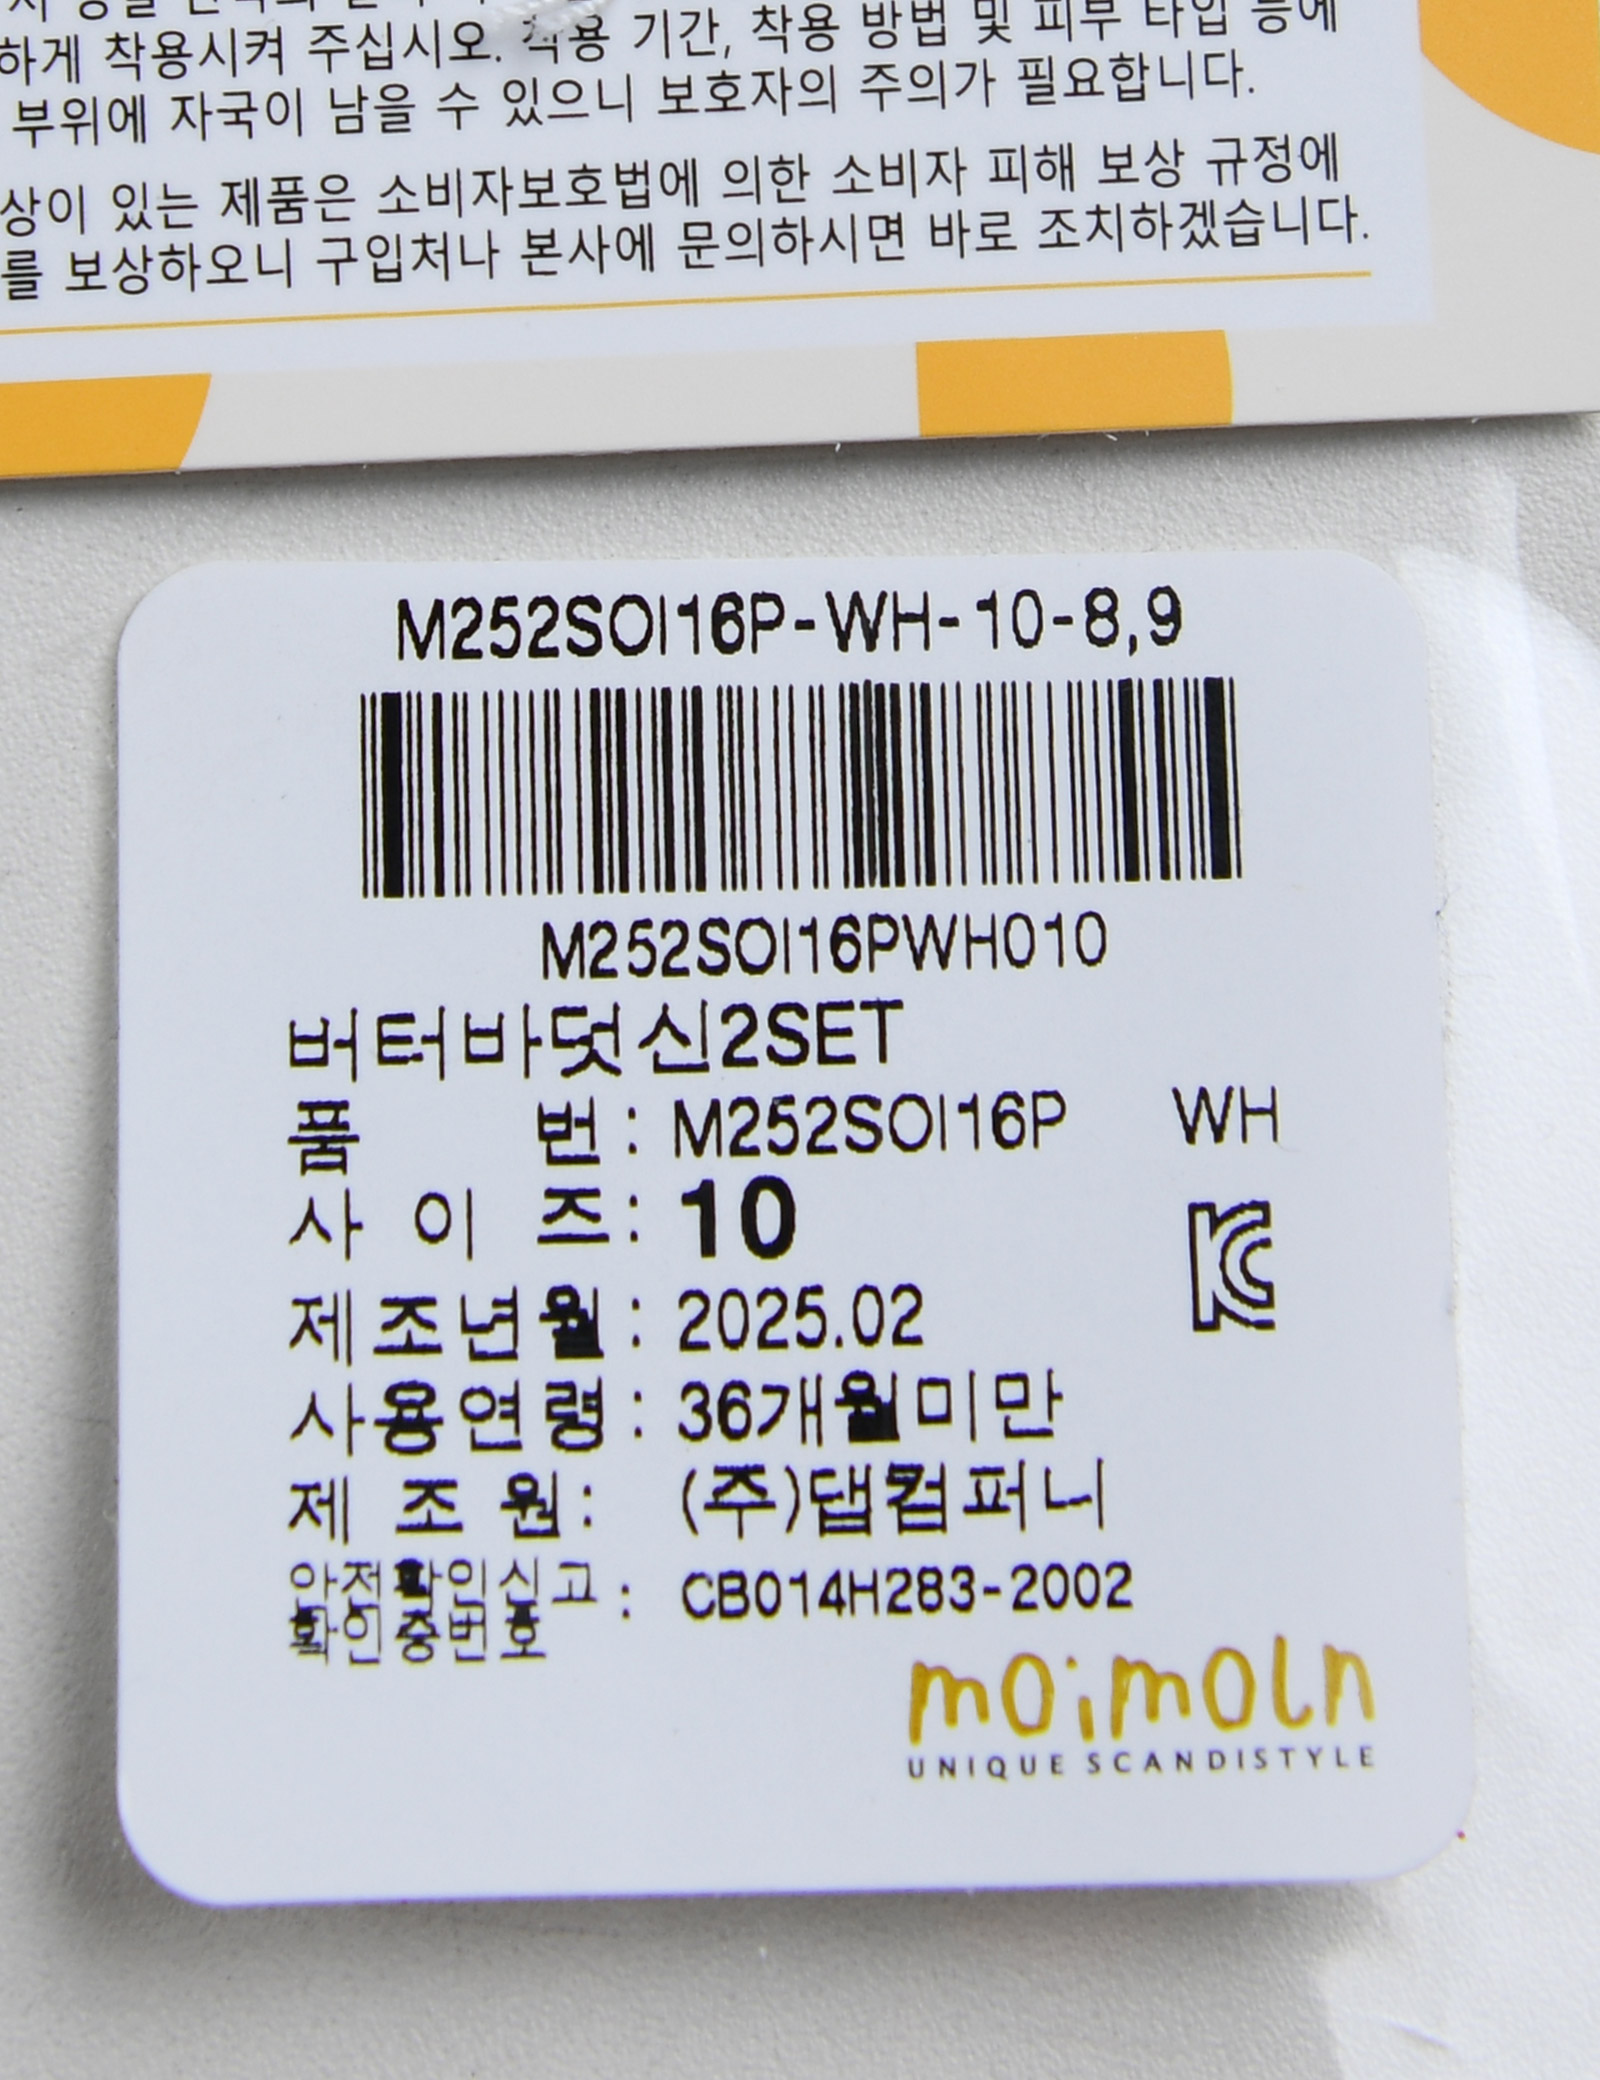 하게 착용시켜 주십시오. 착용 기간, 착용 방법 및 피부 타입 등에
부위에 자국이 남을 수 있으니 보호자의 주의가 필요합니다.
상이 있는 제품은 소비자보호법에 의한 소비자 피해 보상 규정에
를 보상하오니 구입처나 본사에 문의하시면 바로 조치하겠습니다.
M252SOI16P-WH-10-8,9
M252SOI16PWH010
버터바덧신2SET
품 번 : M252SOI16P WH
사 이 즈 : 10
제조년월 : 2025.02
사용연령 : 36개월미만
제 조 원 : (주)댑컴퍼니
안전확인신고 : CB014H283-2002
확인증번호
moimoln
UNIQUE SCANDISTYLE